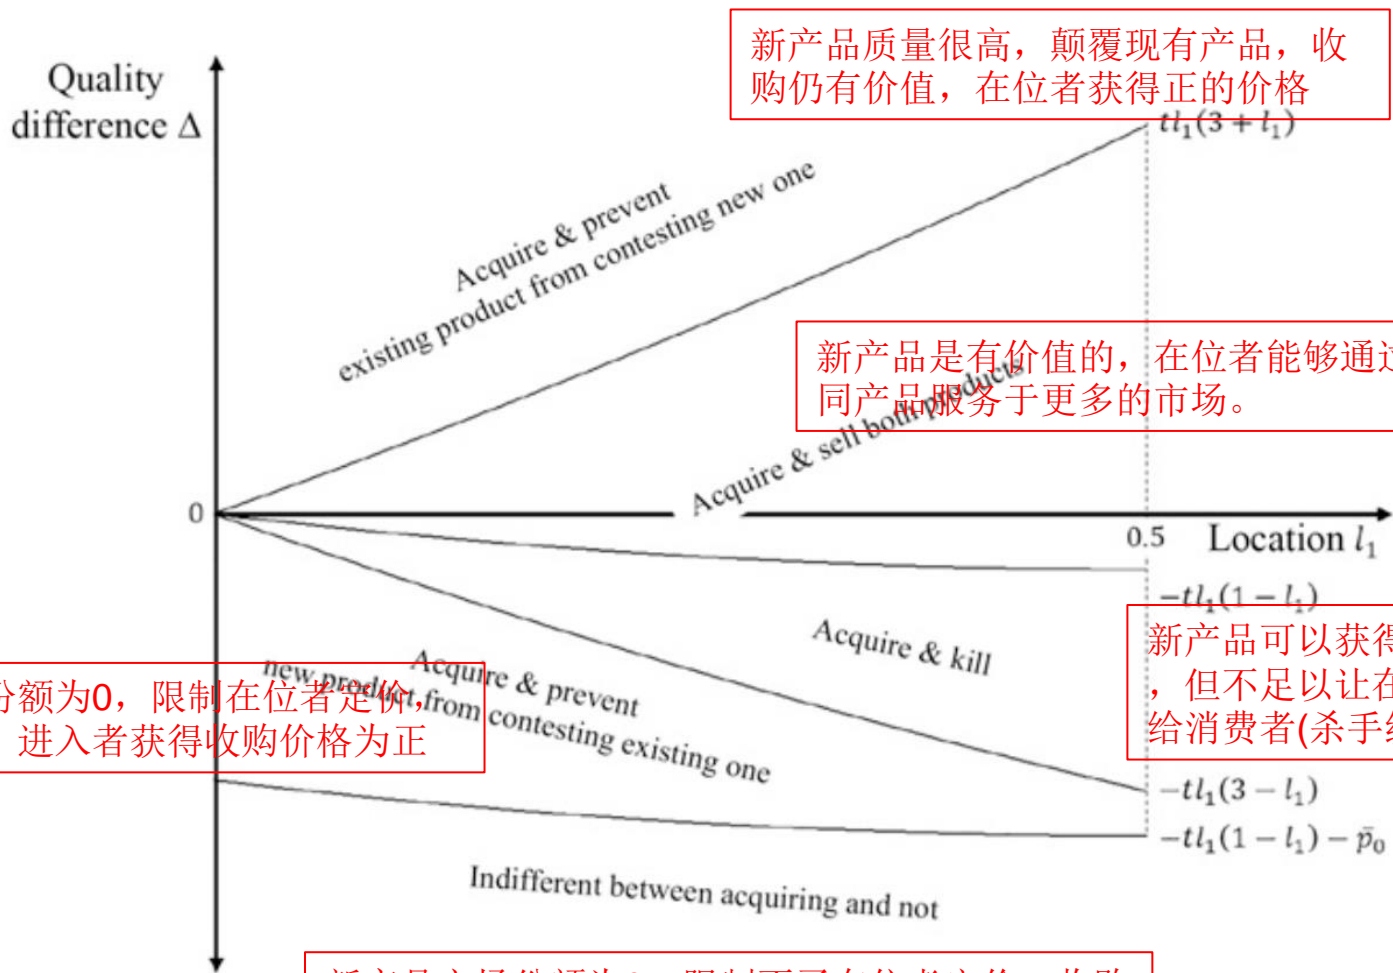 Quality
difference Δ
新产品质量很高，颠覆现有产品，收
购仍有价值，在位者获得正的价格
tl₁(3 + l₁)
Acquire & prevent
existing product from contesting new one
新产品是有价值的，在位者能够通过
同产品服务于更多的市场。
Acquire & sell both products
0
0.5
Location l₁
−tl₁(1 − l₁)
Acquire & kill
新产品可以获得
，但不足以让在
给消费者(杀手
Acquire & prevent
new product from contesting existing one
份额为0，限制在位者定价，
进入者获得收购价格为正
−tl₁(3 − l₁)
−tl₁(1 − l₁) − p̄₀
Indifferent between acquiring and not